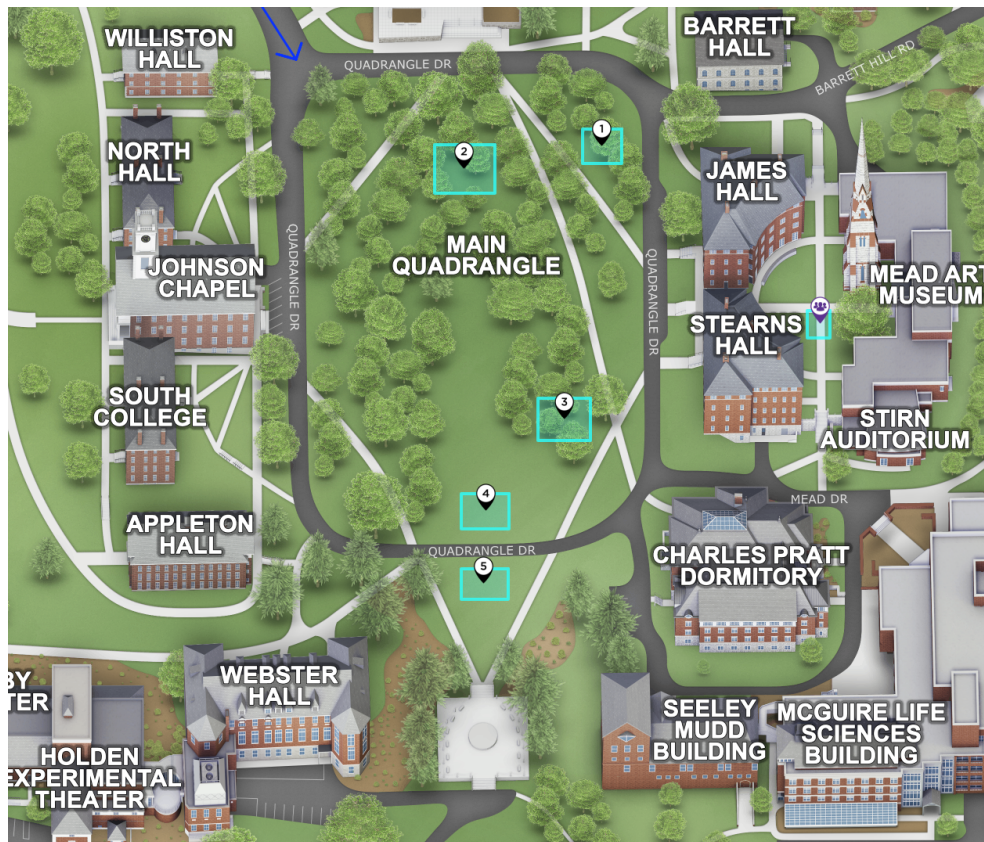 WILLISTON
HALL
QUADRANGLE DR
BARRETT
HALL
BARRETT HILL RD
1
2
NORTH
HALL
JAMES
HALL
MAIN
QUADRANGLE
QUADRANGLE DR
QUADRANGLE DR
JOHNSON
CHAPEL
MEAD ART
MUSEUM
STEARNS
HALL
SOUTH
COLLEGE
3
STIRN
AUDITORIUM
4
MEAD DR
APPLETON
HALL
QUADRANGLE DR
5
CHARLES PRATT
DORMITORY
WEBSTER
HALL
BY
TER
SEELEY
MUDD
BUILDING
MCGUIRE LIFE
SCIENCES
BUILDING
HOLDEN
EXPERIMENTAL
THEATER